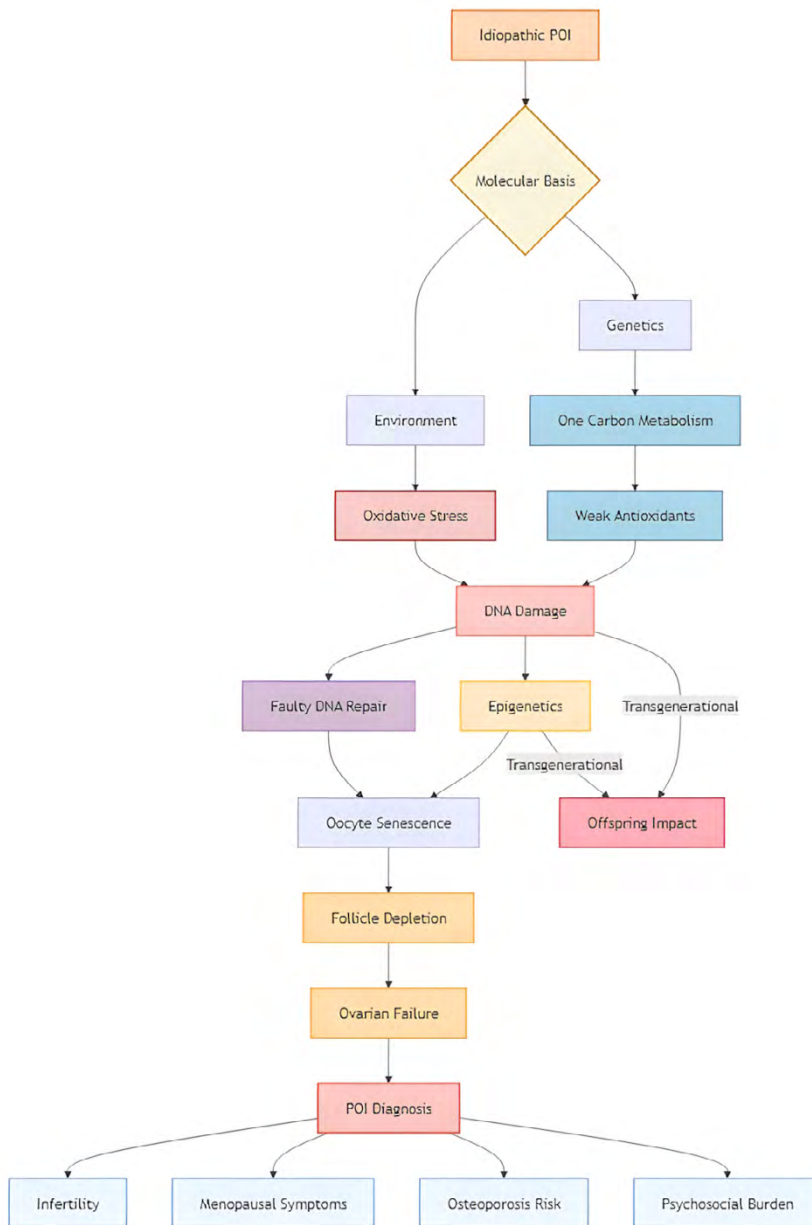 Idiopathic POI
Molecular Basis
Genetics
Environment
One Carbon Metabolism
Oxidative Stress
Weak Antioxidants
DNA Damage
Faulty DNA Repair
Epigenetics
Transgenerational
Transgenerational
Oocyte Senescence
Offspring Impact
Follicle Depletion
Ovarian Failure
POI Diagnosis
Infertility
Menopausal Symptoms
Osteoporosis Risk
Psychosocial Burden